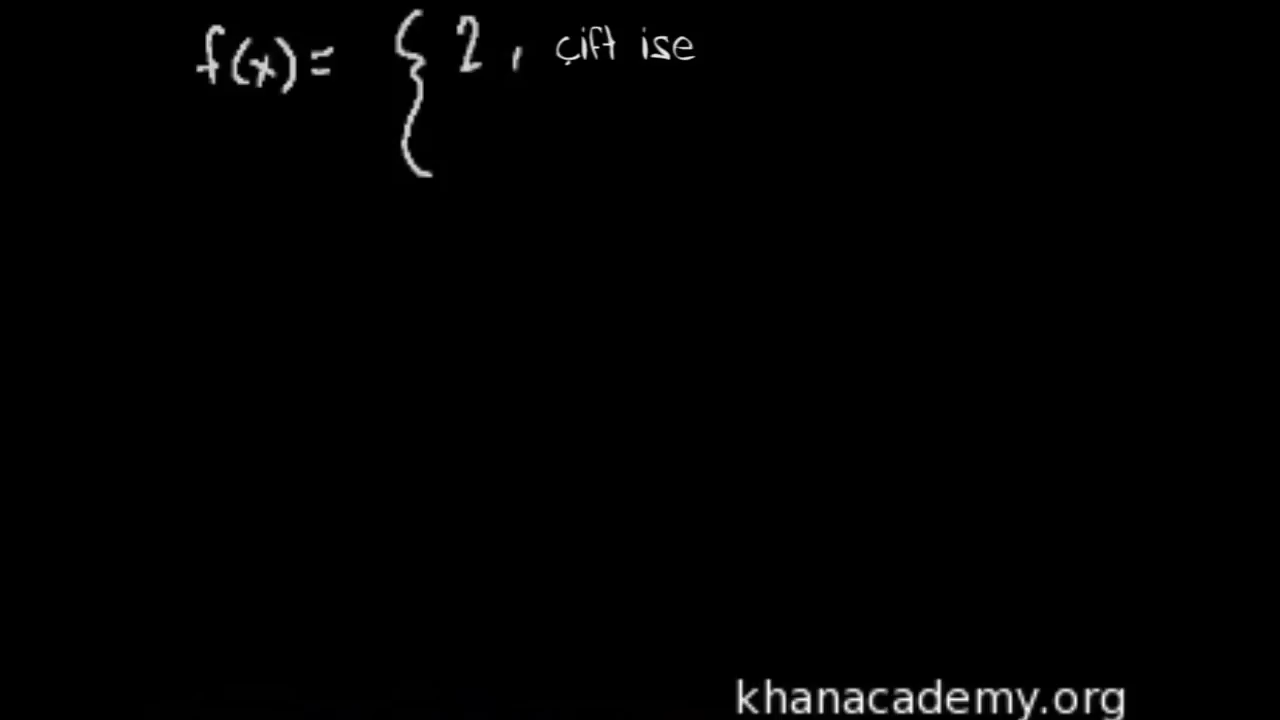 f(x) = { 2 , çift ise
khanacademy.org